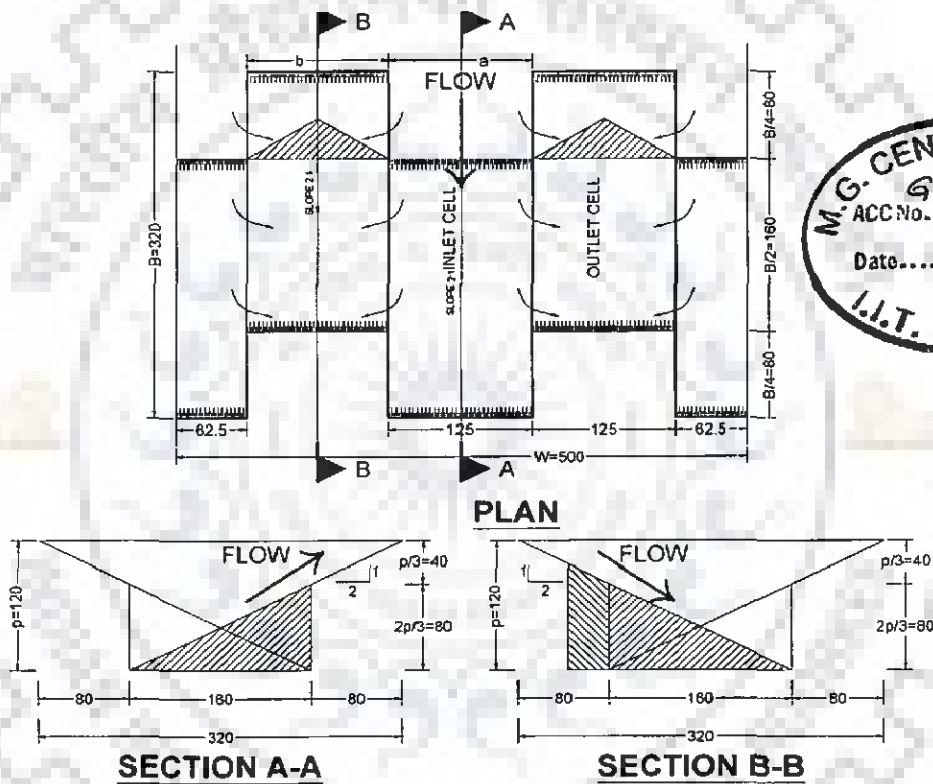 B A
b a
FLOW
B/4=80
SLOPE 2:1
SLOPE 2:1 INLET CELL
OUTLET CELL
B=320
B/2=160
B/4=80
62.5 125 125 62.5
B A
W=500
PLAN
M.G. CEN
ACC No.
Date....
I.I.T.
FLOW
p/3=40
1
2
p=120
2p/3=80
80 160 80
320
SECTION A-A
FLOW
p/3=40
1
2
p=120
2p/3=80
80 160 80
320
SECTION B-B